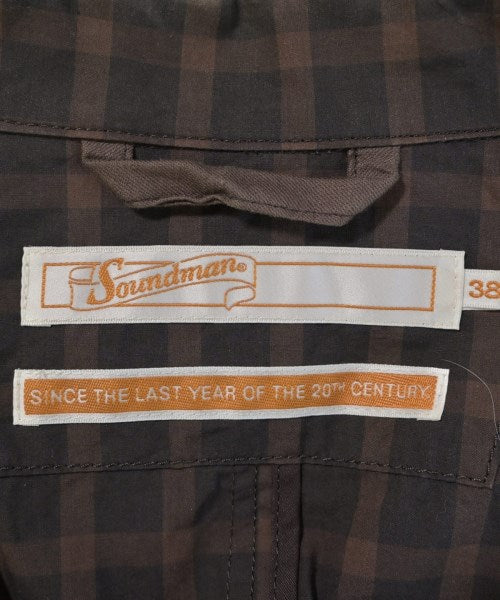 Soundman®
38
SINCE THE LAST YEAR OF THE 20TH CENTURY.